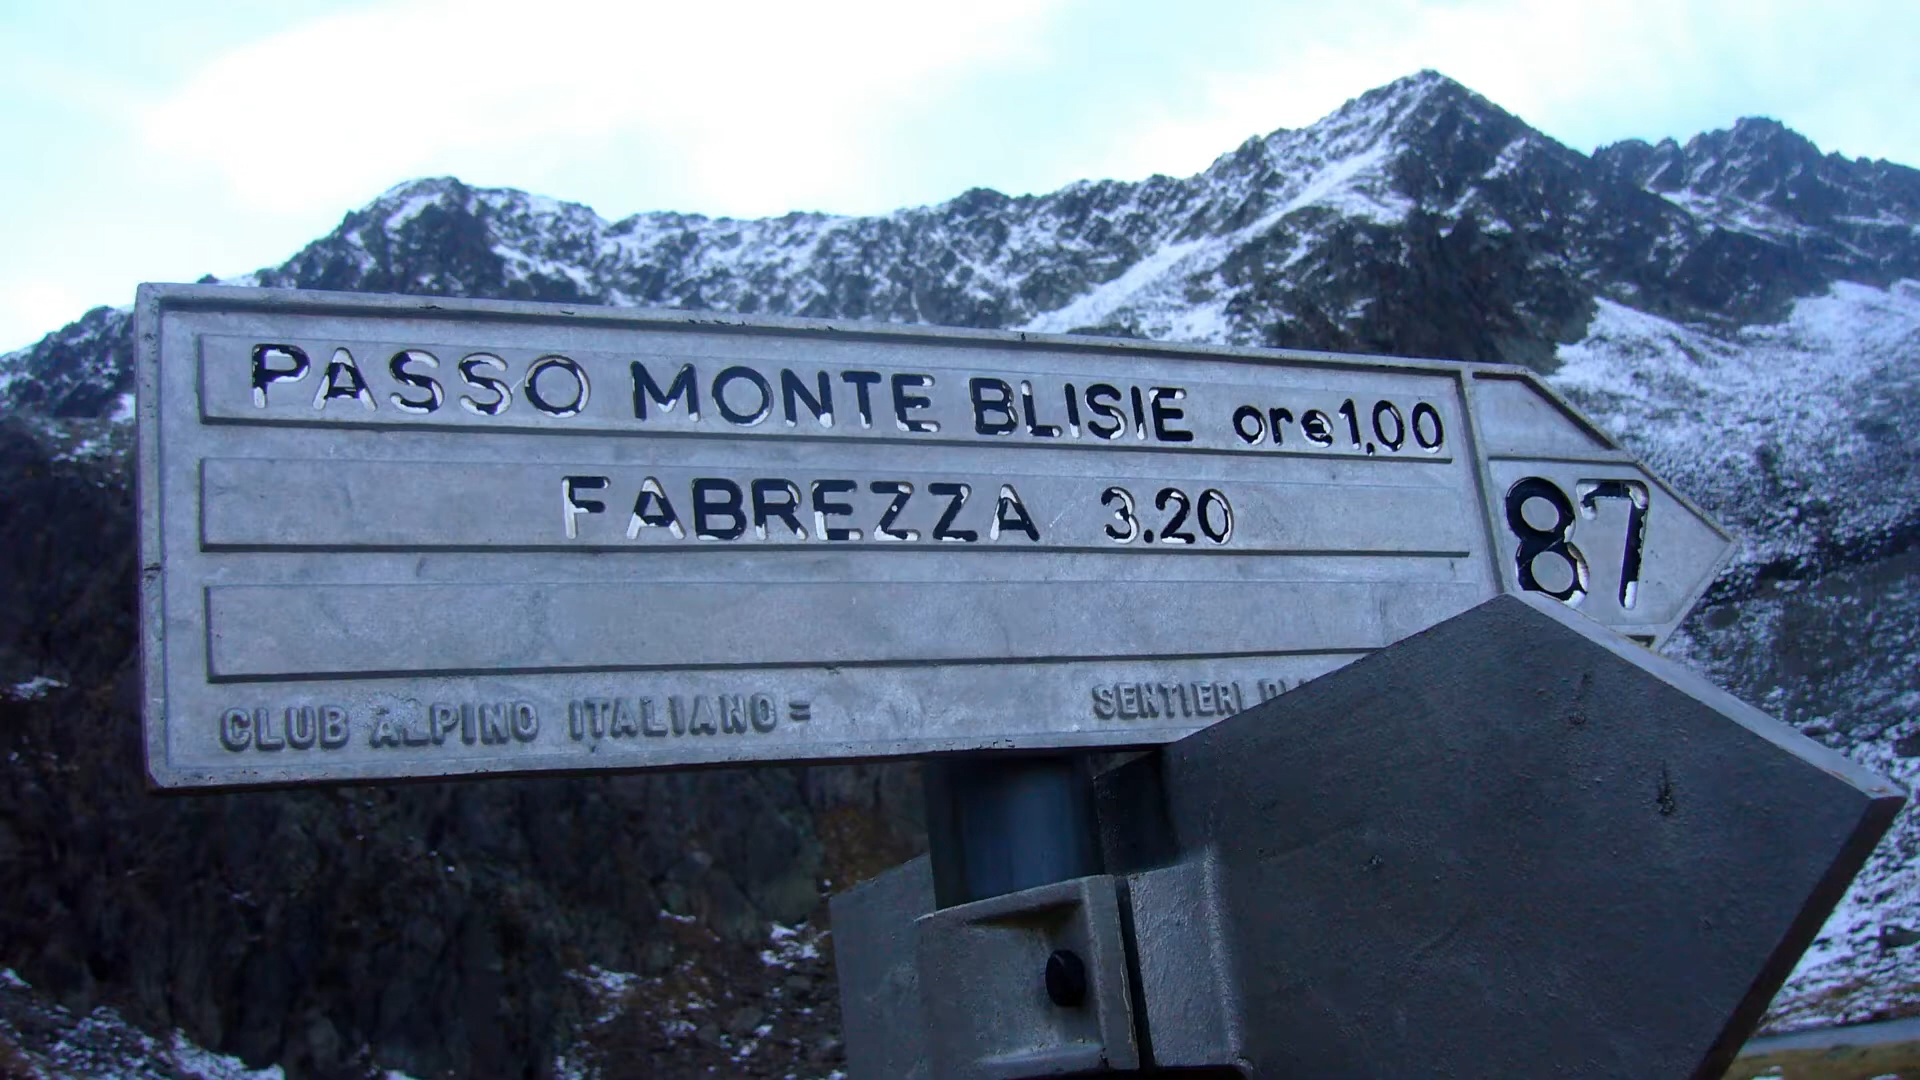 PASSO MONTE BLISIE ore 1,00
FABREZZA 3.20
87
CLUB ALPINO ITALIANO = SENTIERI